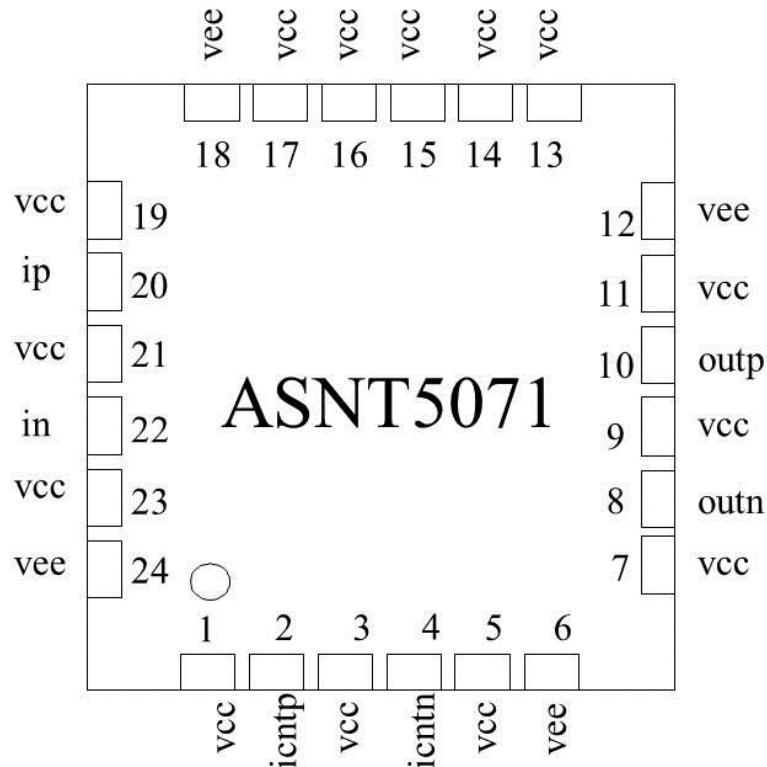 vee vcc vcc vcc vcc vcc
18 17 16 15 14 13
vcc 19
12 vee
ip 20
11 vcc
vcc 21
10 outp
ASNT5071
in 22
9 vcc
vcc 23
8 outn
vee 24
7 vcc
1 2 3 4 5 6
vcc icntp vcc icntn vcc vee